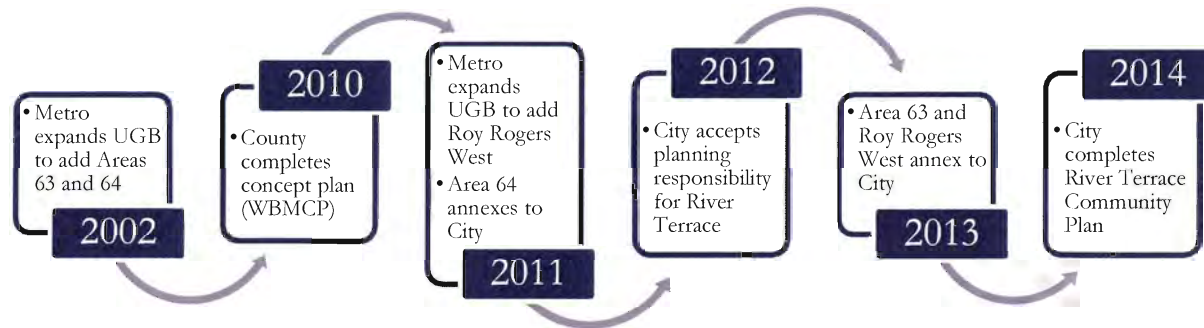 • Metro
expands UGB
to add Areas
63 and 64
2002
2010
• County
completes
concept plan
(WBMCP)
• Metro
expands
UGB to add
Roy Rogers
West
• Area 64
annexes to
City
2011
2012
• City accepts
planning
responsibility
for River
Terrace
• Area 63 and
Roy Rogers
West annex to
City
2013
2014
• City
completes
River Terrace
Community
Plan